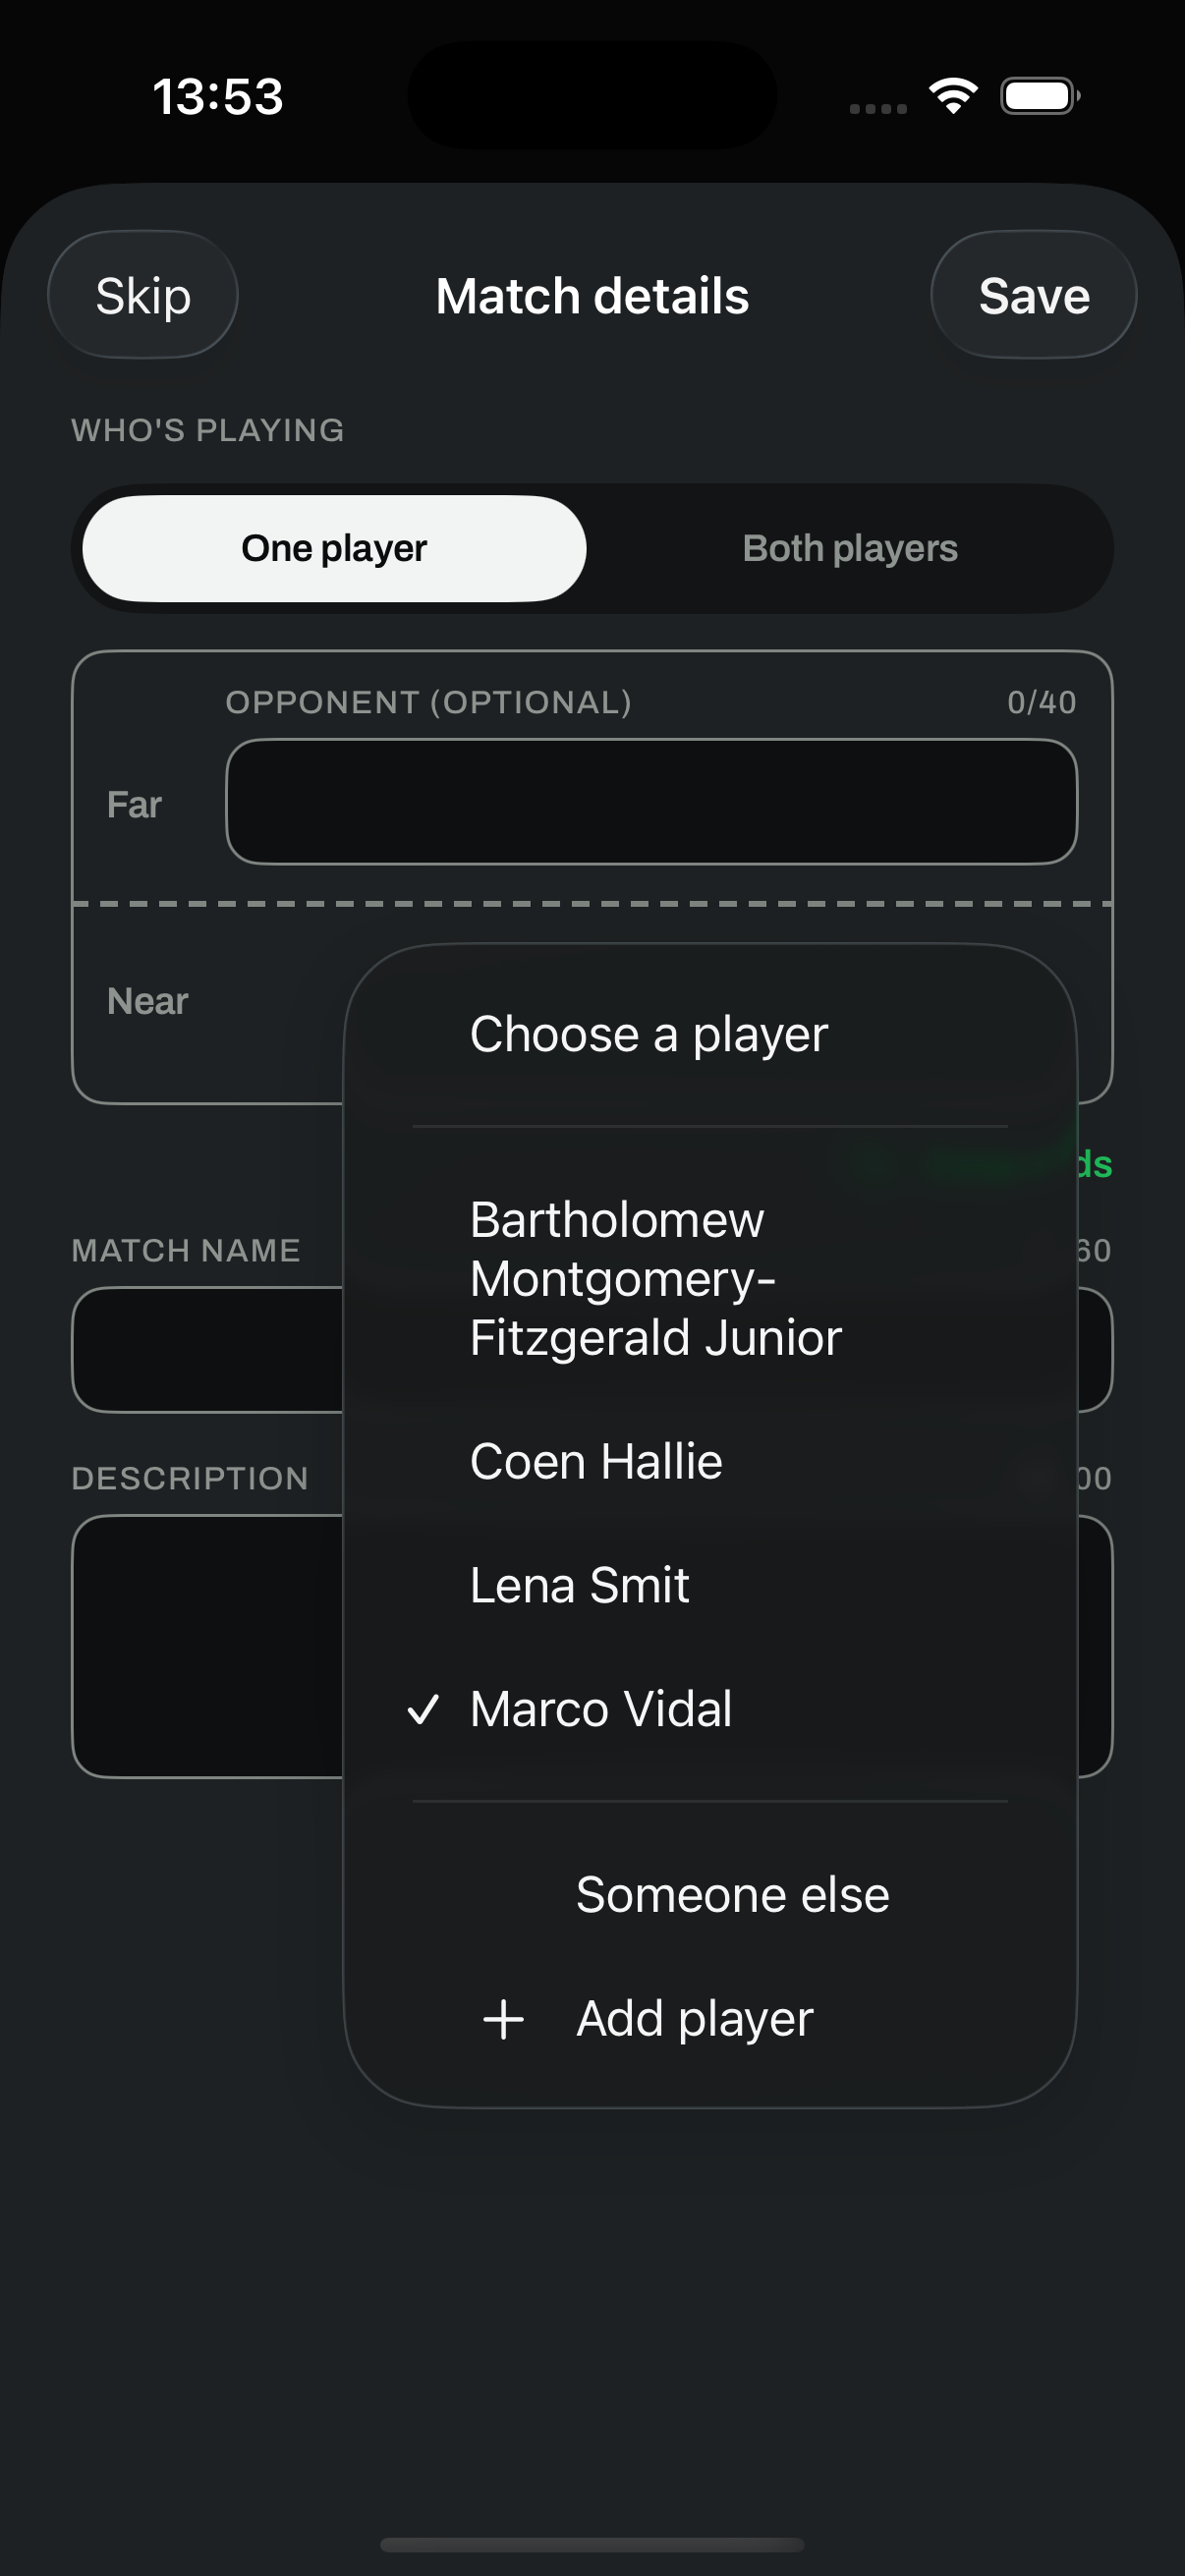 13:53
Skip
Match details
Save
WHO'S PLAYING
One player
Both players
OPPONENT (OPTIONAL)
0/40
Far
Near
Choose a player
Bartholomew
Montgomery-
Fitzgerald Junior
Coen Hallie
Lena Smit
Marco Vidal
Someone else
Add player
MATCH NAME
DESCRIPTION